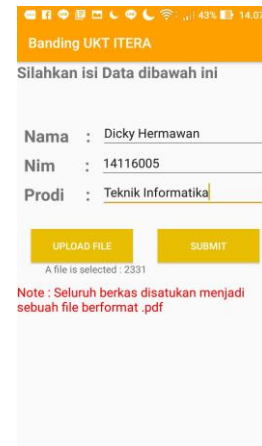 43% 14.07
Banding UKT ITERA
Silahkan isi Data dibawah ini
Nama : Dicky Hermawan
Nim : 14116005
Prodi : Teknik Informatika
UPLOAD FILE SUBMIT
A file is selected : 2331
Note : Seluruh berkas disatukan menjadi
sebuah file berformat .pdf